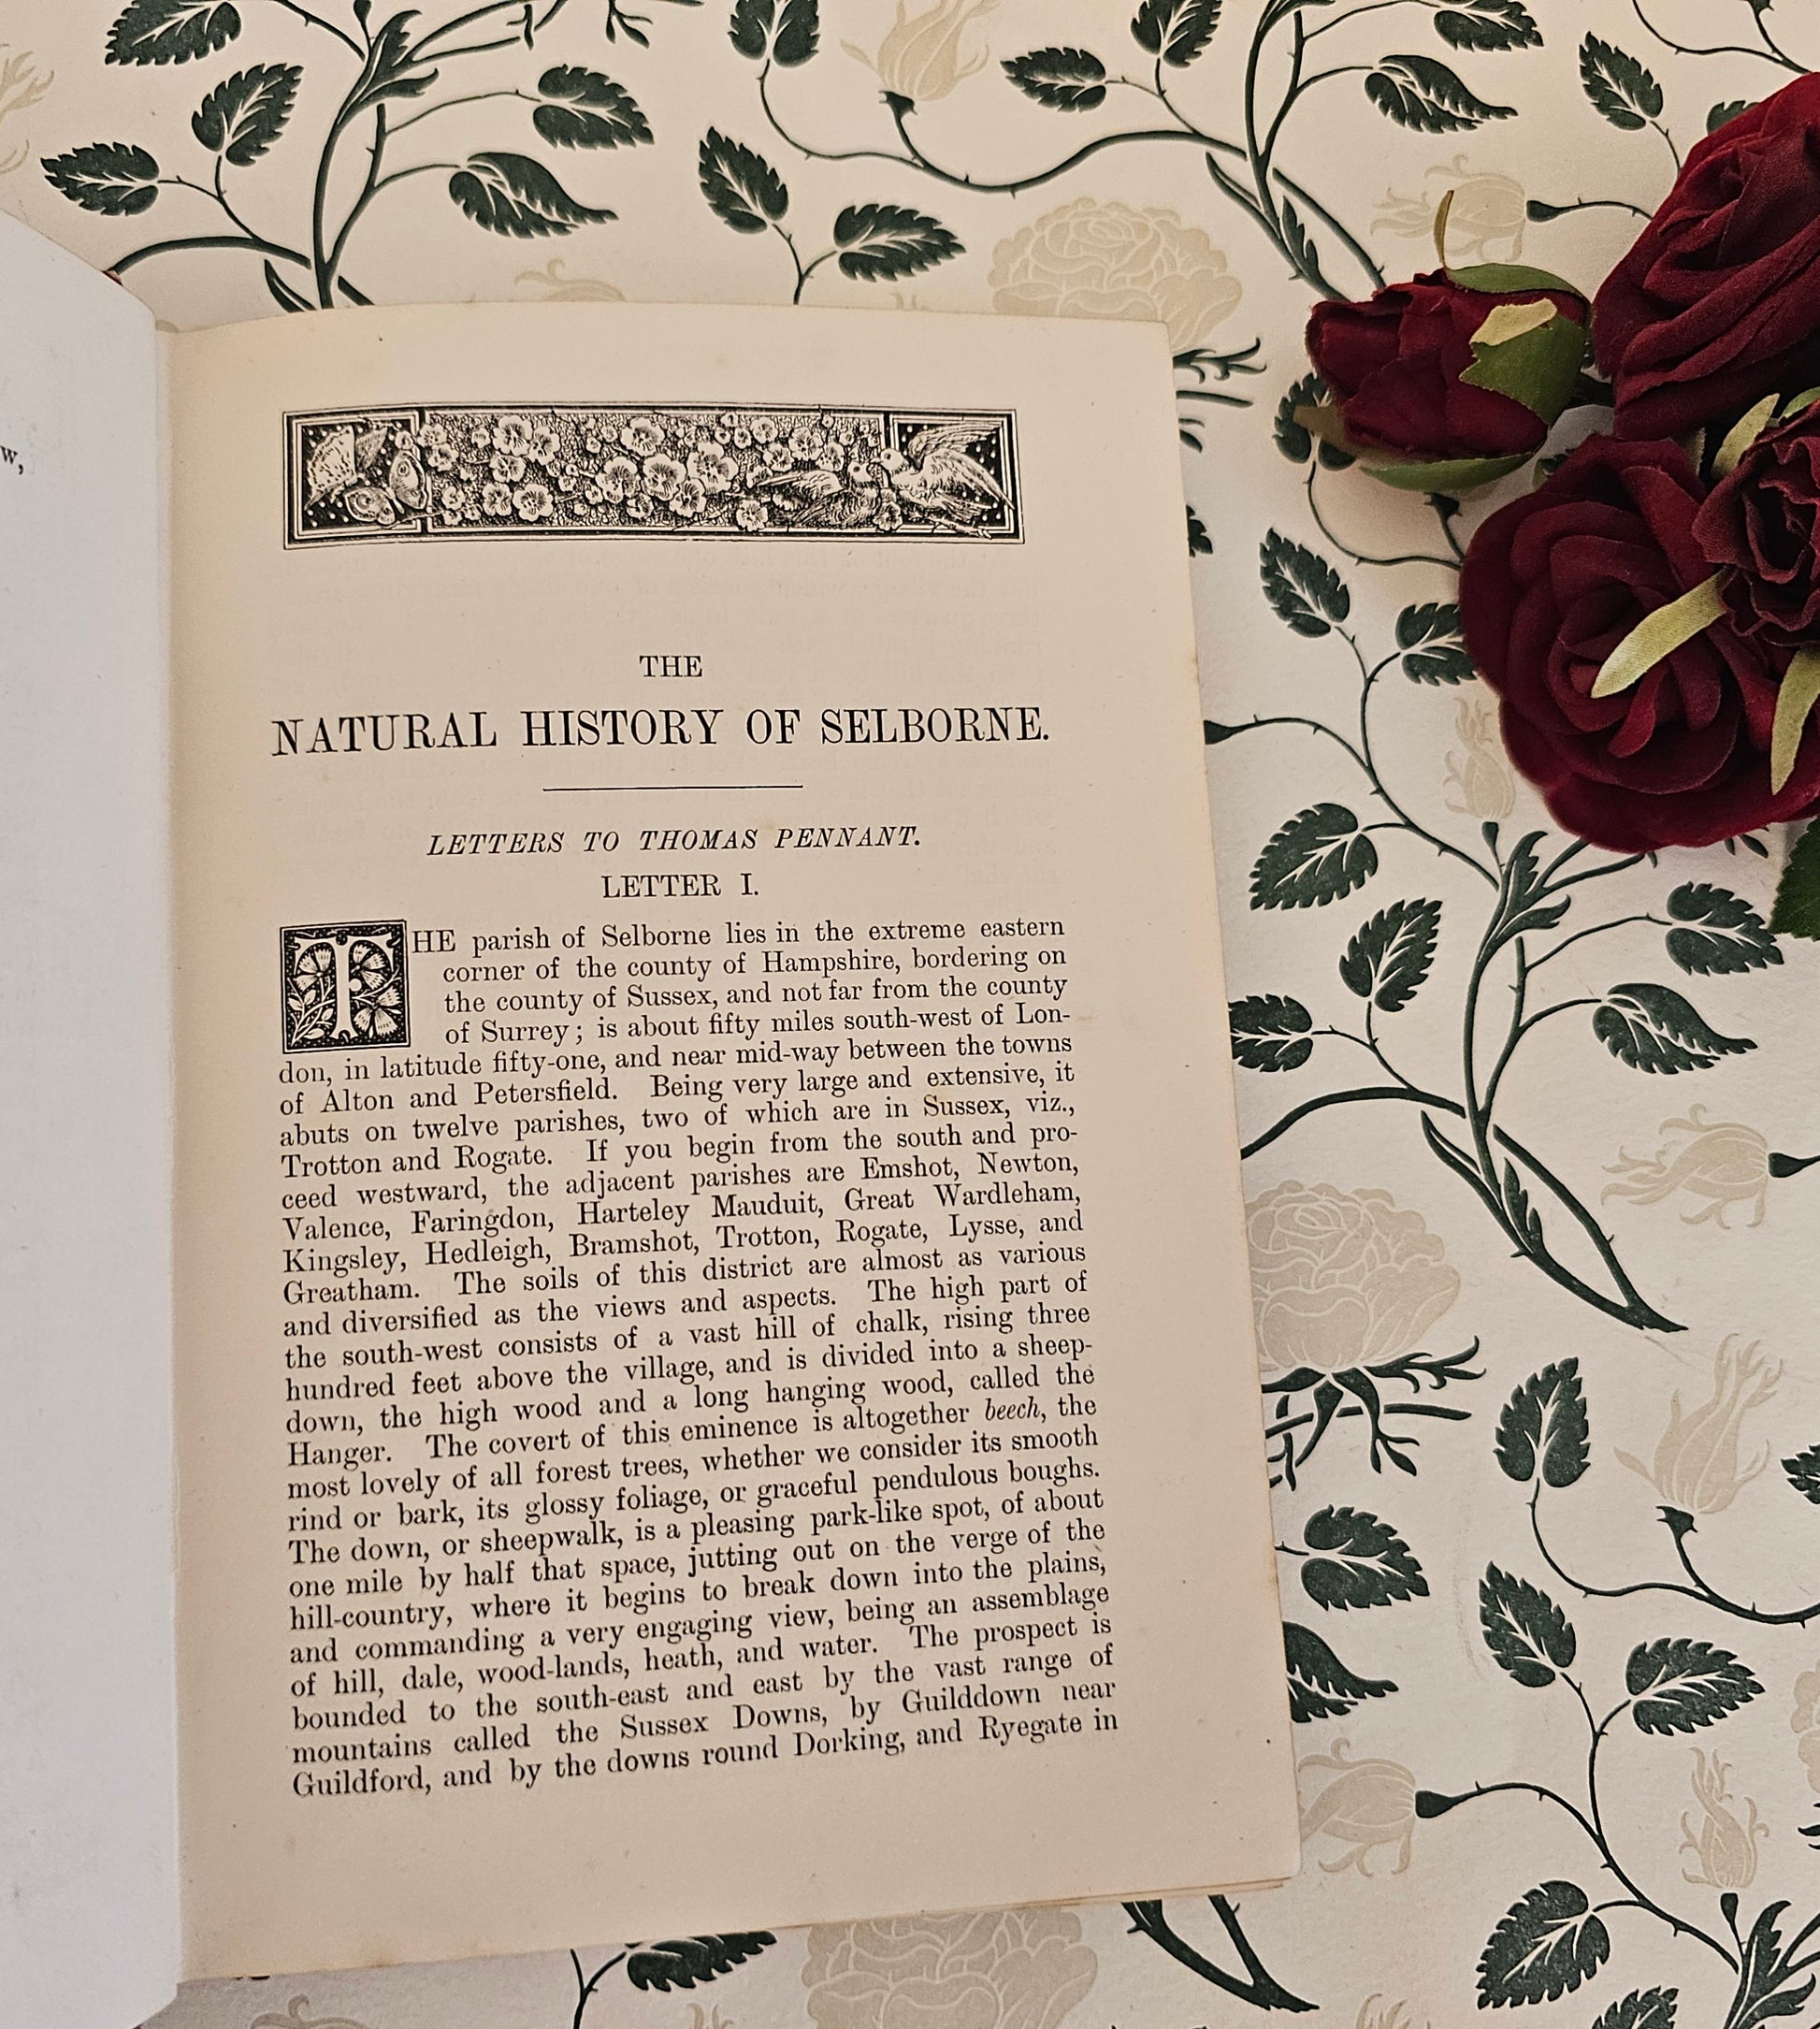 w,
THE
NATURAL HISTORY OF SELBORNE.
LETTERS TO THOMAS PENNANT.
LETTER I.
THE parish of Selborne lies in the extreme eastern
corner of the county of Hampshire, bordering on
the county of Sussex, and not far from the county
of Surrey; is about fifty miles south-west of Lon-
don, in latitude fifty-one, and near mid-way between the towns
of Alton and Petersfield. Being very large and extensive, it
abuts on twelve parishes, two of which are in Sussex, viz.,
Trotton and Rogate. If you begin from the south and pro-
ceed westward, the adjacent parishes are Emshot, Newton,
Valence, Faringdon, Harteley Mauduit, Great Wardleham,
Kingsley, Hedleigh, Bramshot, Trotton, Rogate, Lysse, and
Greatham. The soils of this district are almost as various
and diversified as the views and aspects. The high part of
the south-west consists of a vast hill of chalk, rising three
hundred feet above the village, and is divided into a sheep-
down, the high wood and a long hanging wood, called the
Hanger. The covert of this eminence is altogether beech, the
most lovely of all forest trees, whether we consider its smooth
rind or bark, its glossy foliage, or graceful pendulous boughs.
The down, or sheepwalk, is a pleasing park-like spot, of about
one mile by half that space, jutting out on the verge of the
hill-country, where it begins to break down into the plains,
and commanding a very engaging view, being an assemblage
of hill, dale, wood-lands, heath, and water. The prospect is
bounded to the south-east and east by the vast range of
mountains called the Sussex Downs, by Guilddown near
Guildford, and by the downs round Dorking, and Ryegate in